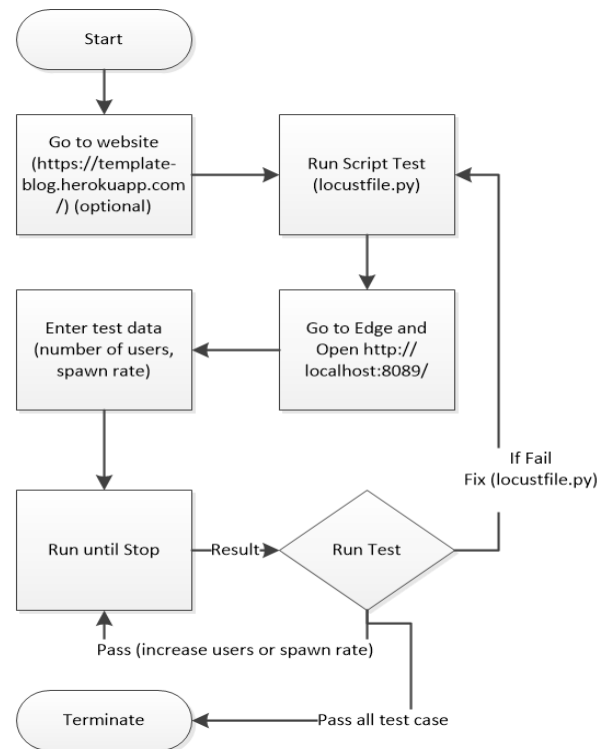 Start
Go to website
(https://template-
blog.herokuapp.com
/) (optional)
Run Script Test
(locustfile.py)
Enter test data
(number of users,
spawn rate)
Go to Edge and
Open http://
localhost:8089/
If Fail
Fix (locustfile.py)
Run until Stop
Result
Run Test
Pass (increase users or spawn rate)
Terminate
Pass all test case